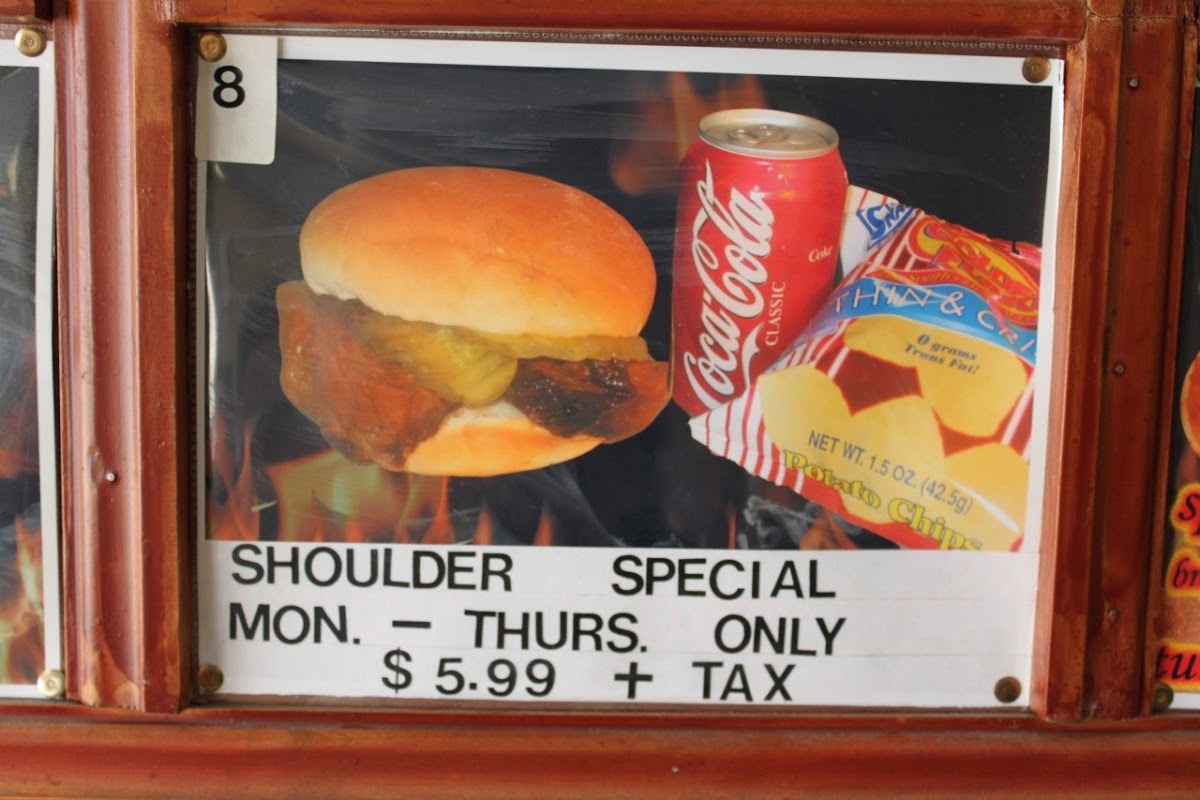 8
Coca-Cola
CLASSIC
Coke
THIN &
0 grams
Trans Fat!
NET WT. 1.5 OZ. (42.5g)
Potato Chips
SHOULDER SPECIAL
MON. – THURS. ONLY
$ 5.99 + TAX